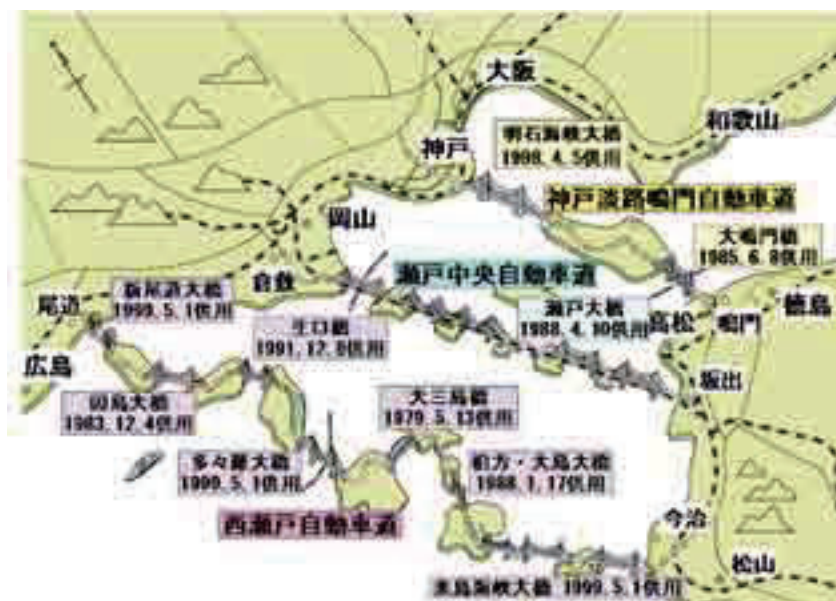 大阪
和歌山
明石海峡大橋
1998.4.5供用
神戸
神戸淡路鳴門自動車道
岡山
大鳴門橋
1985.6.8供用
瀬戸中央自動車道
倉敷
新尾道大橋
1999.5.1供用
尾道
瀬戸大橋
1988.4.10供用
高松
鳴門
徳島
生口橋
1991.12.8供用
広島
坂出
因島大橋
1983.12.4供用
大三島橋
1979.5.13供用
多々羅大橋
1999.5.1供用
伯方・大島大橋
1988.1.17供用
西瀬戸自動車道
今治
松山
来島海峡大橋 1999.5.1供用